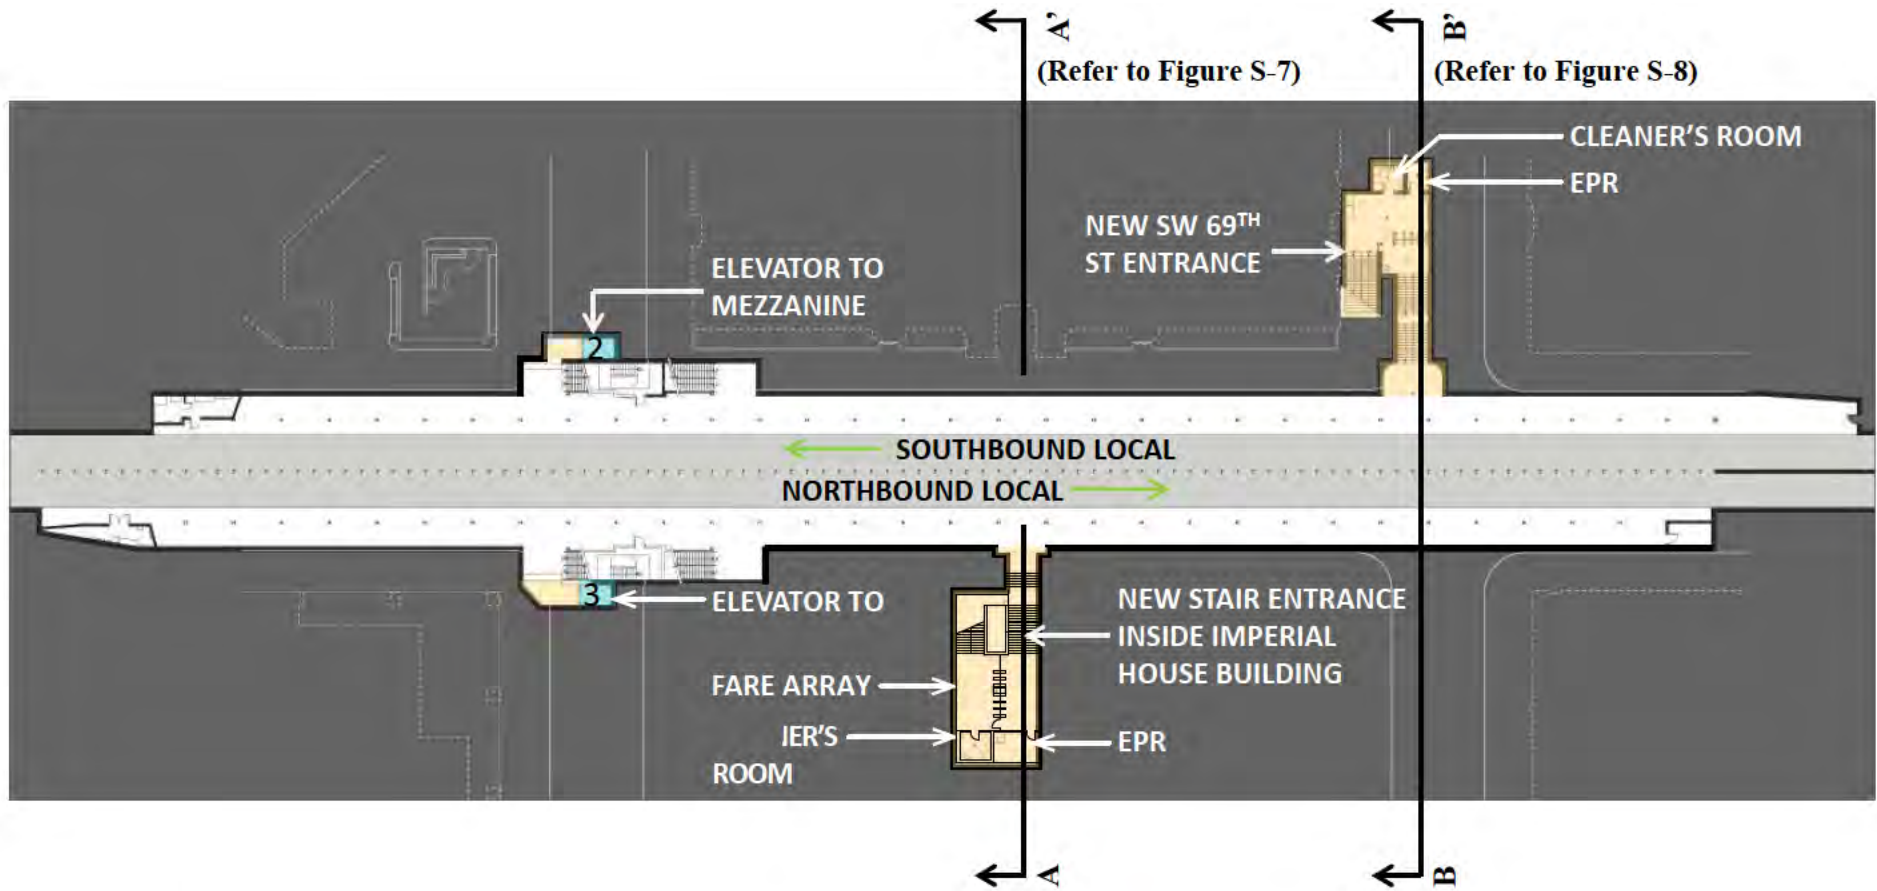 A'
(Refer to Figure S-7)
B'
(Refer to Figure S-8)
CLEANER'S ROOM
EPR
NEW SW 69TH
ST ENTRANCE
ELEVATOR TO
MEZZANINE
2
SOUTHBOUND LOCAL
NORTHBOUND LOCAL
3
ELEVATOR TO
NEW STAIR ENTRANCE
INSIDE IMPERIAL
HOUSE BUILDING
FARE ARRAY
IER'S
ROOM
EPR
A
B